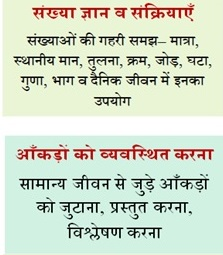 संख्या ज्ञान व संक्रियाएँ
संख्याओं की गहरी समझ– मात्रा,
स्थानीय मान, तुलना, क्रम, जोड़, घटा,
गुणा, भाग व दैनिक जीवन में इनका
उपयोग
आँकड़ों को व्यवस्थित करना
सामान्य जीवन से जुड़े आँकड़ों
को जुटाना, प्रस्तुत करना,
विश्लेषण करना